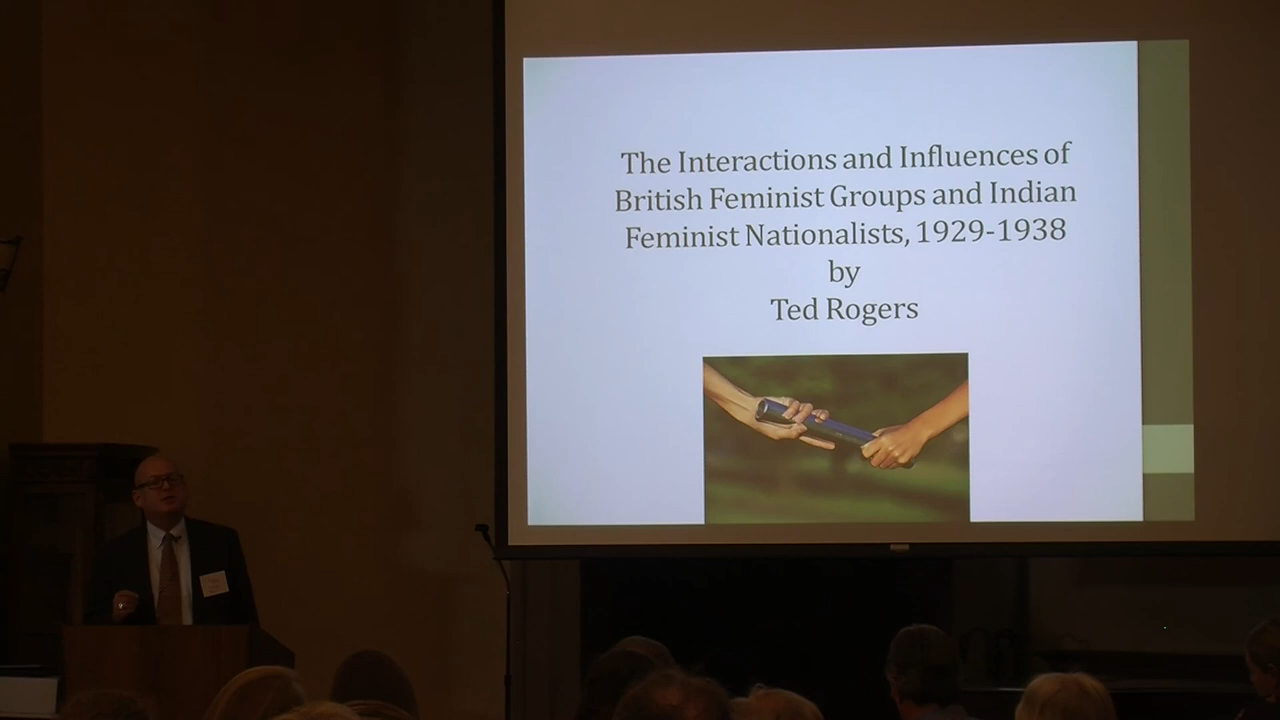 The Interactions and Influences of
British Feminist Groups and Indian
Feminist Nationalists, 1929-1938
by
Ted Rogers